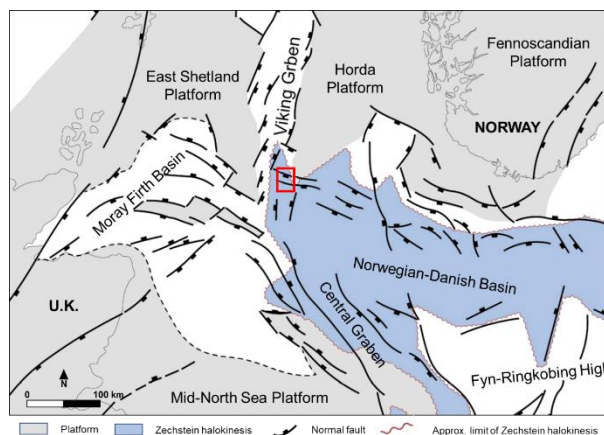 East Shetland
Platform
Viking Grben
Horda
Platform
Fennoscandian
Platform
NORWAY
Moray Firth Basin
Norwegian-Danish Basin
Central Graben
U.K.
Fyn-Ringkobing High
Mid-North Sea Platform
N
0 100 km
Platform
Zechstein halokinesis
Normal fault
Approx. limit of Zechstein halokinesis